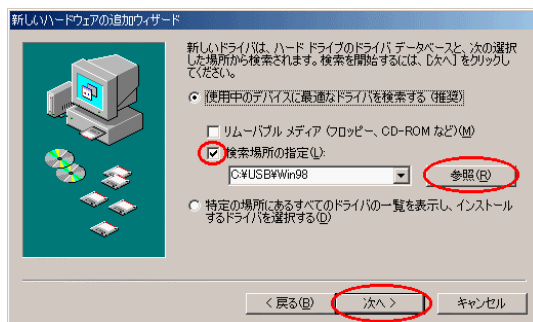 新しいハードウェアの追加ウィザード
新しいドライバは、ハード ドライブのドライバ データベースと、次の選択
した場所から検索されます。検索を開始するには、[次へ] をクリックし
てください。
使用中のデバイスに最適なドライバを検索する (推奨)
リムーバブル メディア (フロッピー、CD-ROM など)(M)
検索場所の指定(L):
C:¥USB¥Win98
参照(R)
特定の場所にあるすべてのドライバの一覧を表示し、インストール
するドライバを選択する(D)
< 戻る(B)
次へ >
キャンセル